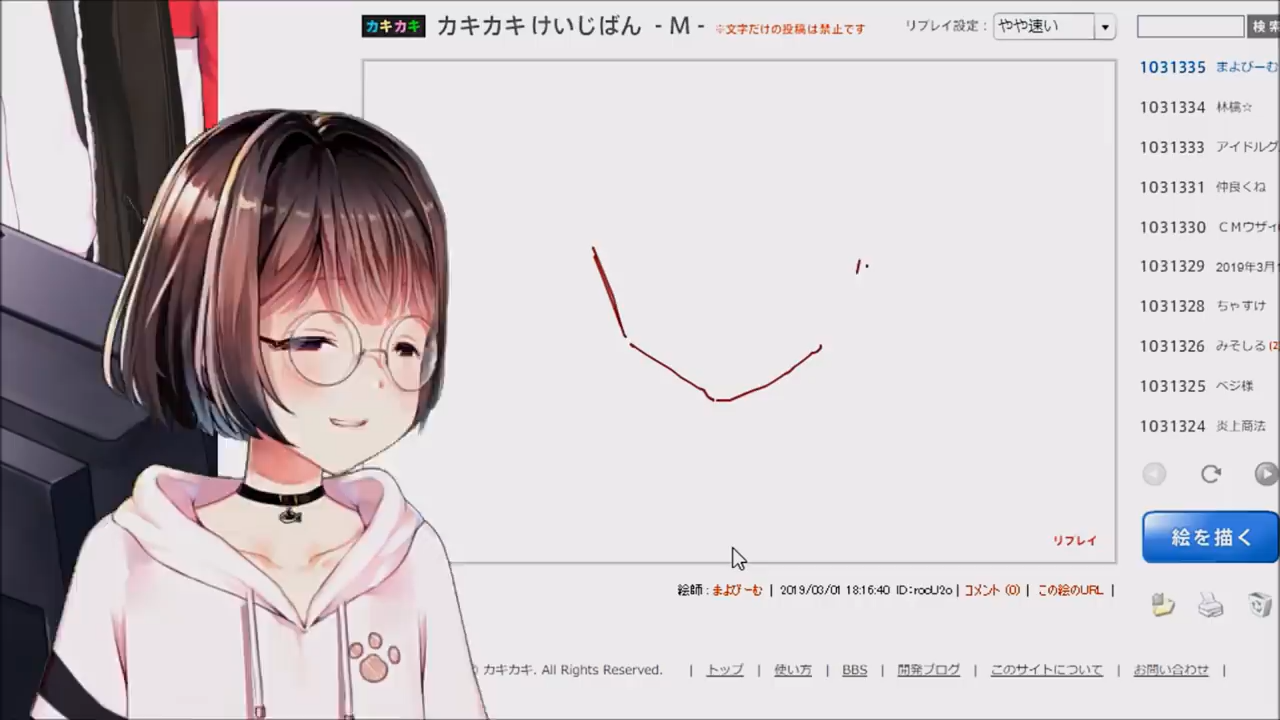 カキカキ カキカキ けいじばん - M - ※文字だけの投稿は禁止です リプレイ設定： やや速い 検索
1031335 まよびーむ
1031334 林檎☆
1031333 アイドルグ
1031331 仲良くね
1031330 ＣＭウザイ
1031329 2019年3月
1031328 ちゃすけ
1031326 みそしる (2
1031325 ベジ様
1031324 炎上商法
絵を描く
リプレイ
絵師 : まよびーむ | 2019/03/01 18:16:40 ID:rooU2o | コメント (0) | この絵のURL |
カキカキ. All Rights Reserved. | トップ | 使い方 | BBS | 開発ブログ | このサイトについて | お問い合わせ |